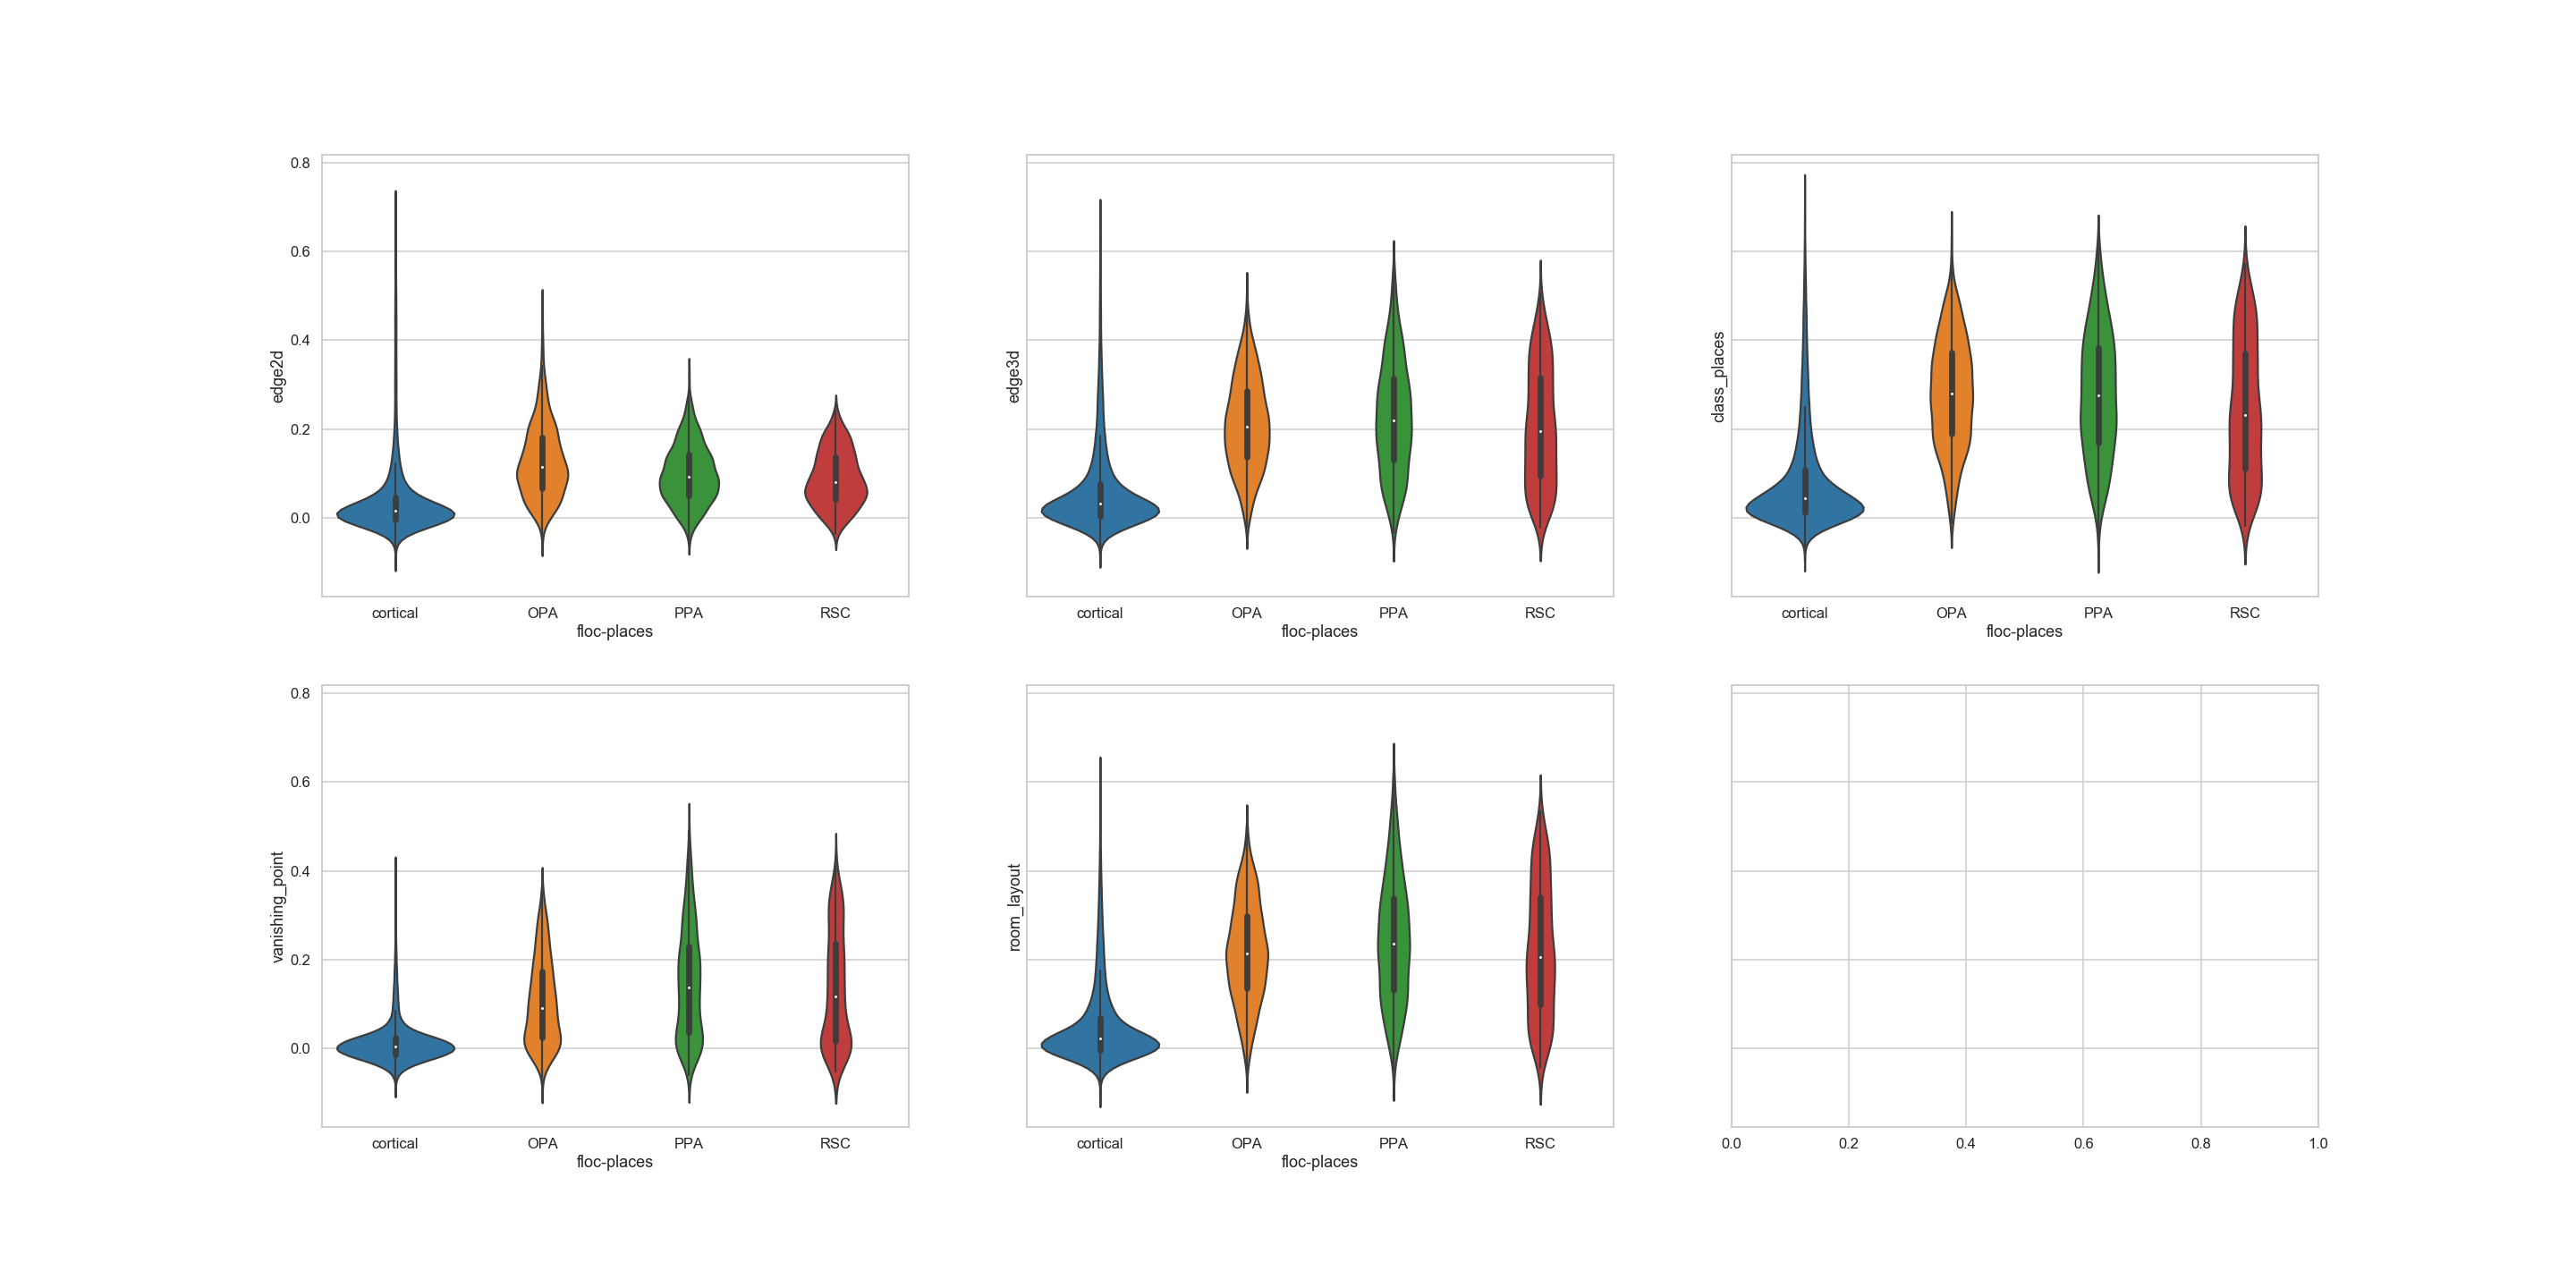 0.8
0.6
0.4
0.2
0.0
edge2d
cortical OPA PPA RSC
floc-places
edge3d
cortical OPA PPA RSC
floc-places
class_places
cortical OPA PPA RSC
floc-places
0.8
0.6
0.4
0.2
0.0
vanishing_point
cortical OPA PPA RSC
floc-places
room_layout
cortical OPA PPA RSC
floc-places
0.0 0.2 0.4 0.6 0.8 1.0